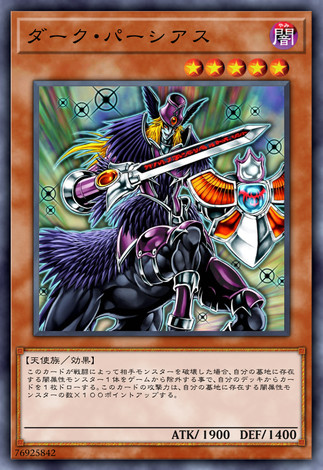 ダーク・パーシアス
やみ
闇
【天使族／効果】
このカードが戦闘によって相手モンスターを破壊した場合、自分の墓地に存在
する闇属性モンスター１体をゲームから除外する事で、自分のデッキからカード
を１枚ドローする。このカードの攻撃力は、自分の墓地に存在する闇属性モ
ンスターの数×１００ポイントアップする。
ATK/ 1900 DEF/1400
76925842